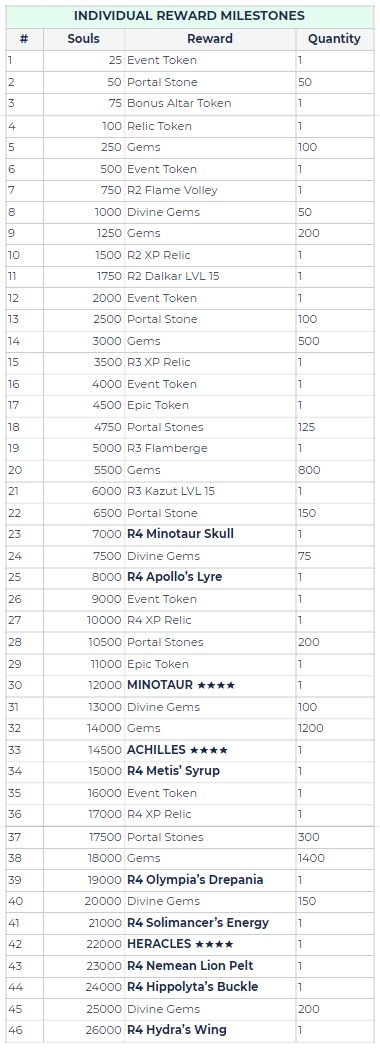 INDIVIDUAL REWARD MILESTONES
# Souls Reward Quantity
1 25 Event Token 1
2 50 Portal Stone 50
3 75 Bonus Altar Token 1
4 100 Relic Token 1
5 250 Gems 100
6 500 Event Token 1
7 750 R2 Flame Volley 1
8 1000 Divine Gems 50
9 1250 Gems 200
10 1500 R2 XP Relic 1
11 1750 R2 Dalkar LVL 15 1
12 2000 Event Token 1
13 2500 Portal Stone 100
14 3000 Gems 500
15 3500 R3 XP Relic 1
16 4000 Event Token 1
17 4500 Epic Token 1
18 4750 Portal Stones 125
19 5000 R3 Flamberge 1
20 5500 Gems 800
21 6000 R3 Kazut LVL 15 1
22 6500 Portal Stone 150
23 7000 R4 Minotaur Skull 1
24 7500 Divine Gems 75
25 8000 R4 Apollo's Lyre 1
26 9000 Event Token 1
27 10000 R4 XP Relic 1
28 10500 Portal Stones 200
29 11000 Epic Token 1
30 12000 MINOTAUR ★★★★ 1
31 13000 Divine Gems 100
32 14000 Gems 1200
33 14500 ACHILLES ★★★★ 1
34 15000 R4 Metis' Syrup 1
35 16000 Event Token 1
36 17000 R4 XP Relic 1
37 17500 Portal Stones 300
38 18000 Gems 1400
39 19000 R4 Olympia's Drepania 1
40 20000 Divine Gems 150
41 21000 R4 Solimancer's Energy 1
42 22000 HERACLES ★★★★ 1
43 23000 R4 Nemean Lion Pelt 1
44 24000 R4 Hippolyta's Buckle 1
45 25000 Divine Gems 200
46 26000 R4 Hydra's Wing 1